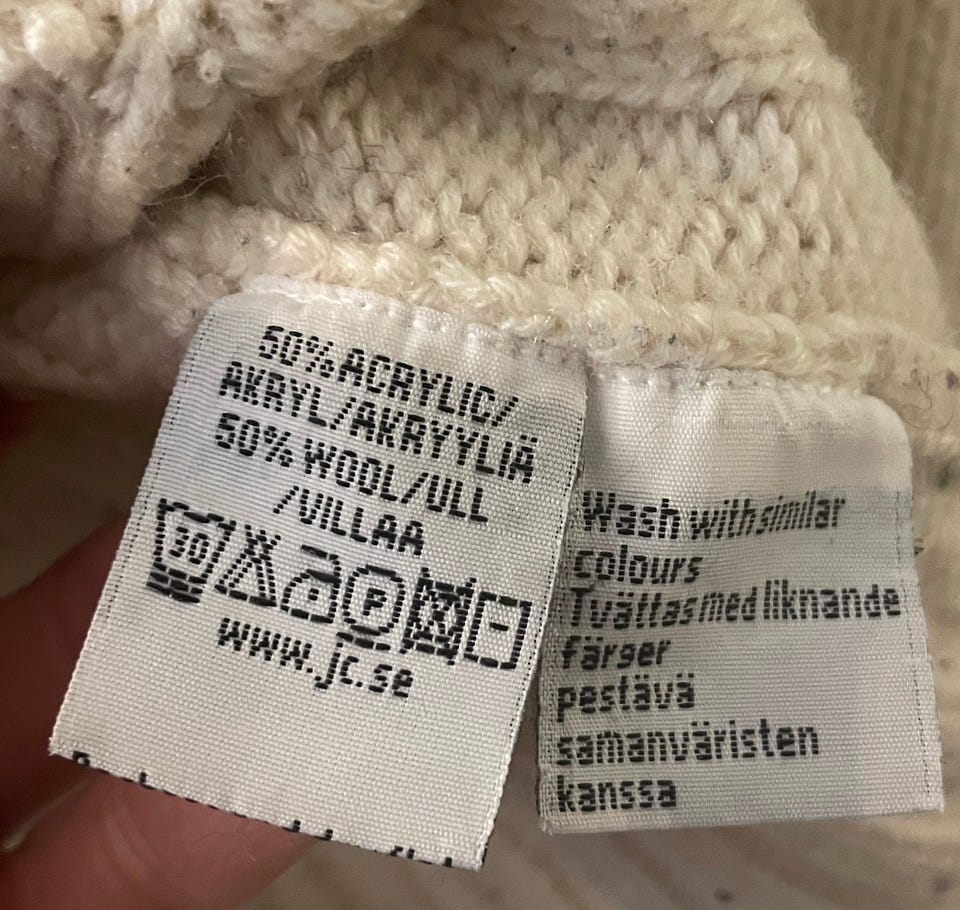 50%ACRYLIC/
AKRYL/AKRYYLIÄ
50% WOOL/ULL
/VILLAA
30 P
www.jc.se
Wash with similar
colours
Tvättas med liknande
färger
pestävä
samanväristen
kanssa